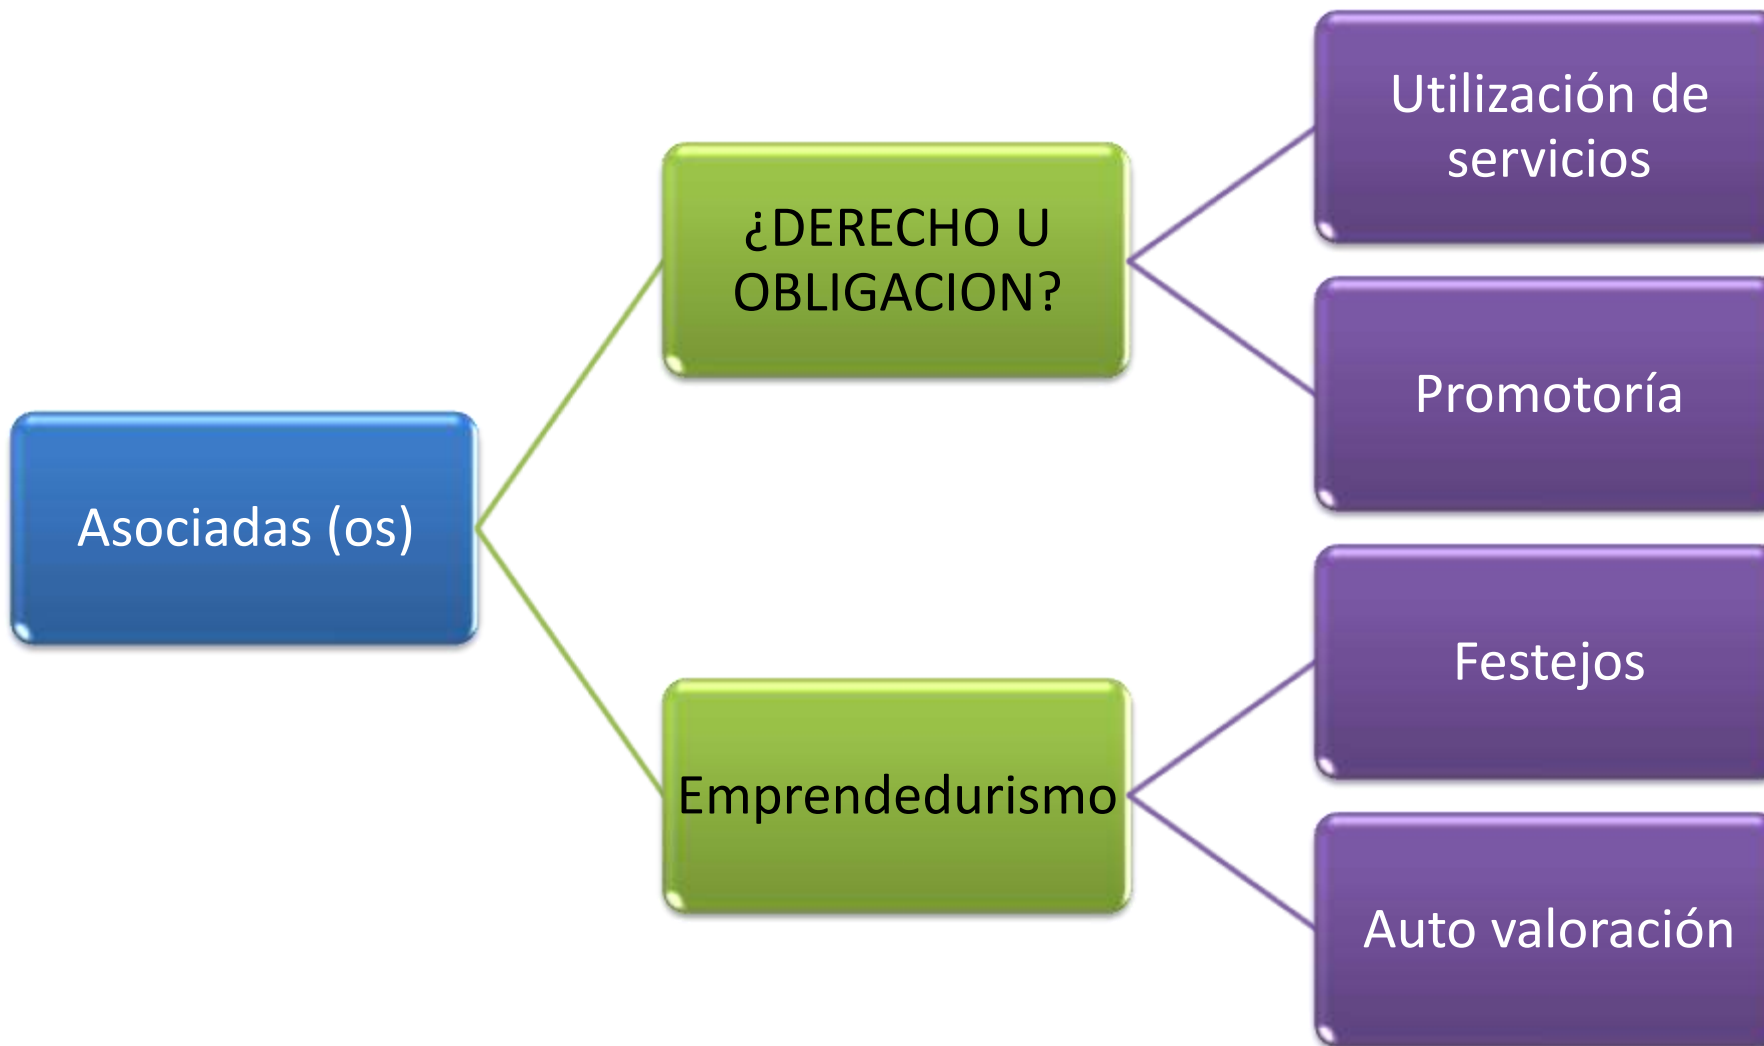 Asociadas (os)
¿DERECHO U
OBLIGACION?
Utilización de
servicios
Promotoría
Emprendedurismo
Festejos
Auto valoración